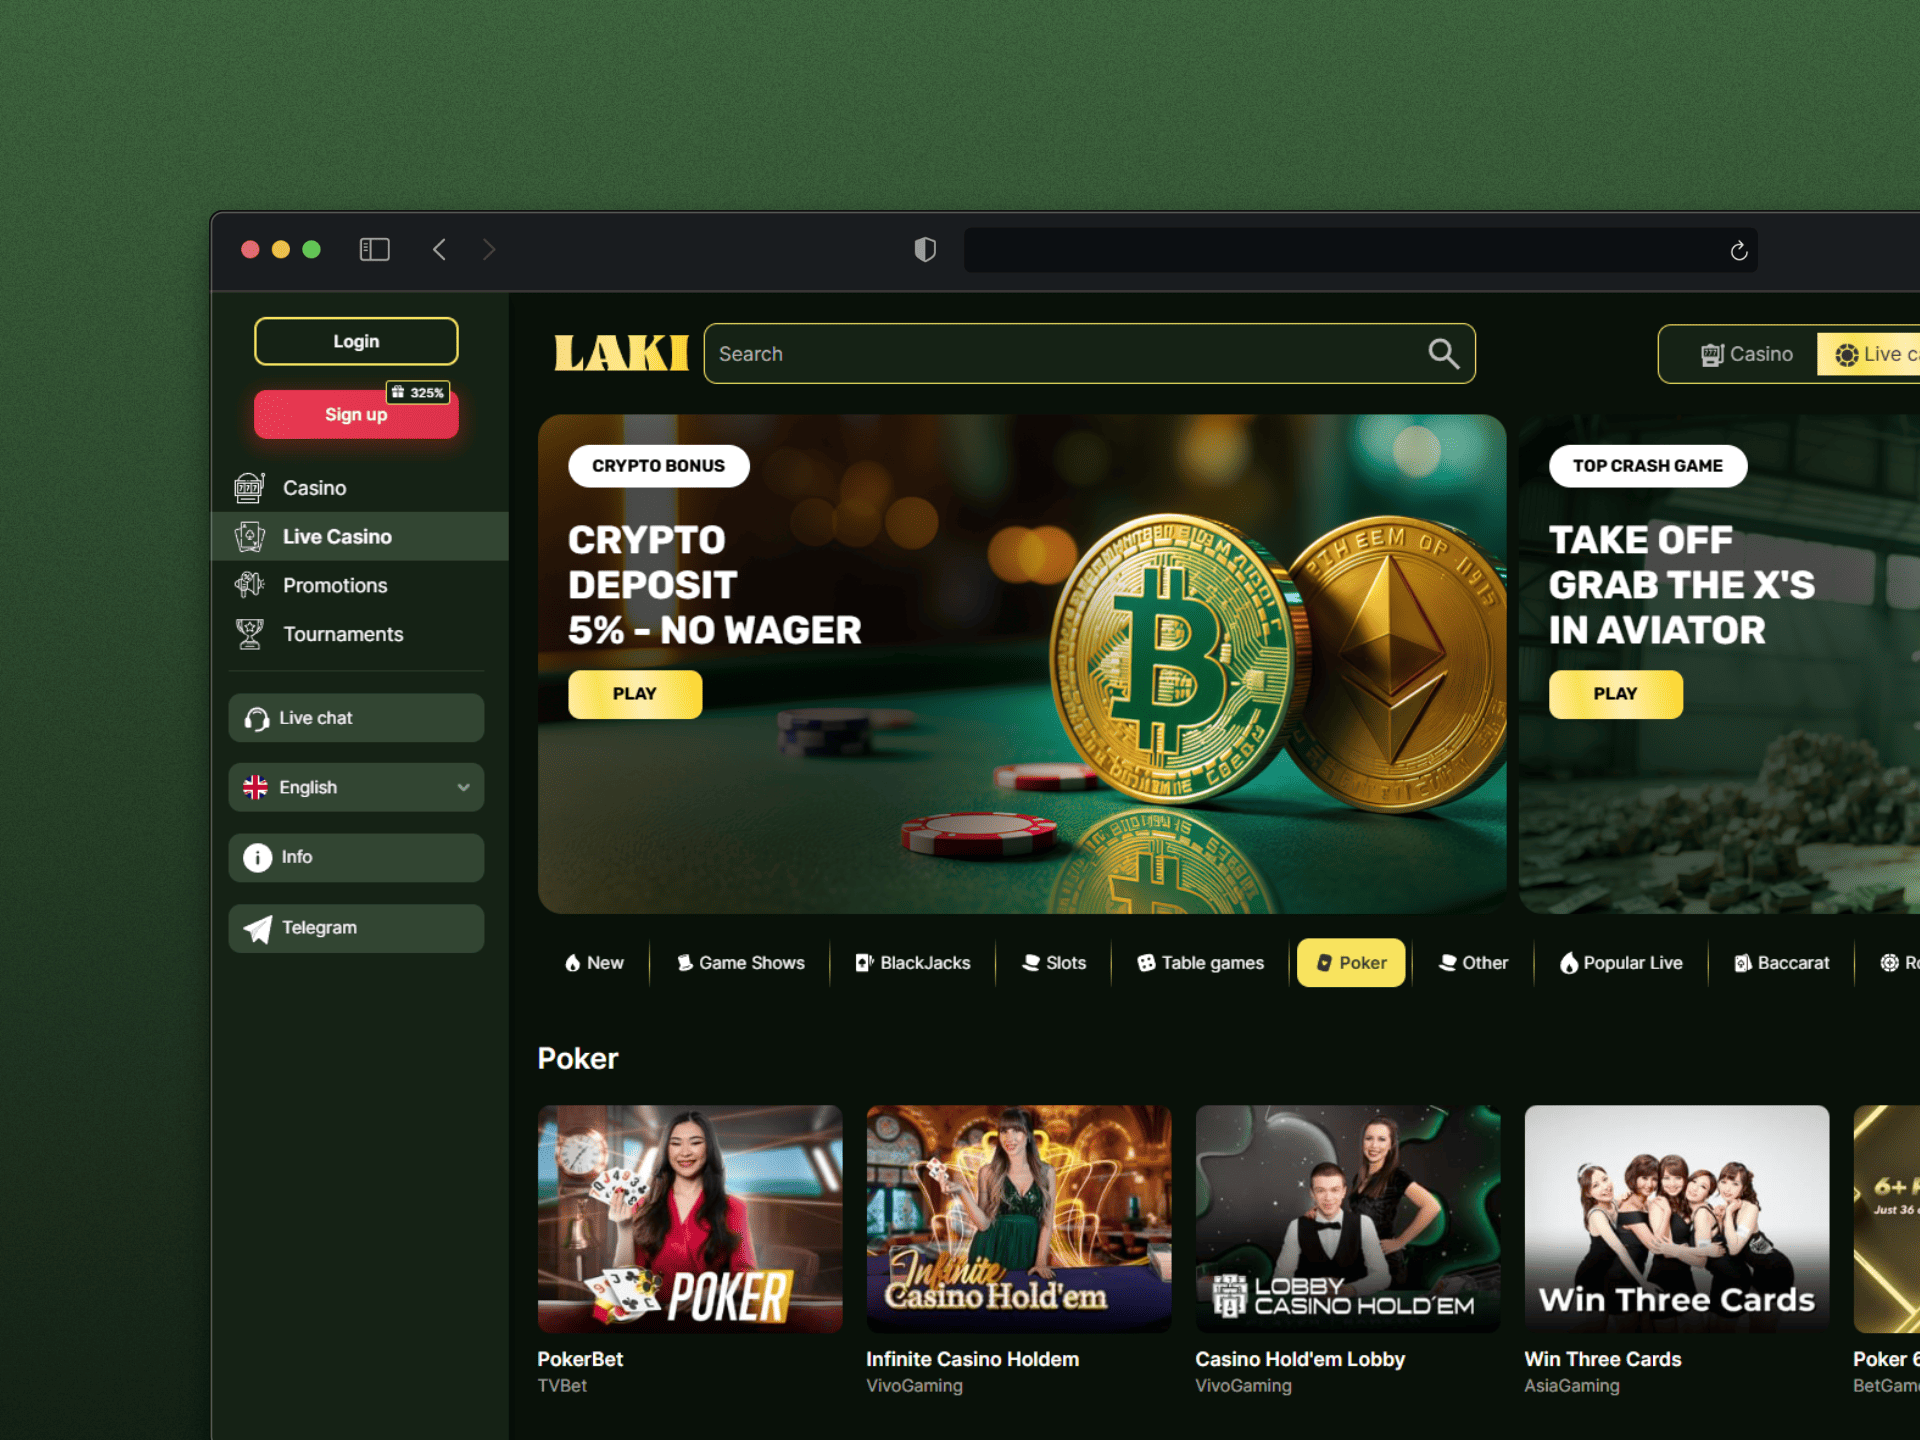 Login
325%
Sign up
Casino
Live Casino
Promotions
Tournaments
Live chat
English
Info
Telegram
LAKI
Search
Casino
Live
CRYPTO BONUS
CRYPTO
DEPOSIT
5% - NO WAGER
PLAY
TOP CRASH GAME
TAKE OFF
GRAB THE X'S
IN AVIATOR
PLAY
New
Game Shows
BlackJacks
Slots
Table games
Poker
Other
Popular Live
Baccarat
Poker
POKER
PokerBet
TVBet
Infinite
Casino Hold'em
Infinite Casino Holdem
VivoGaming
LOBBY
CASINO HOLD'EM
Casino Hold'em Lobby
VivoGaming
Win Three Cards
Win Three Cards
AsiaGaming
6+
Just 36
Poker